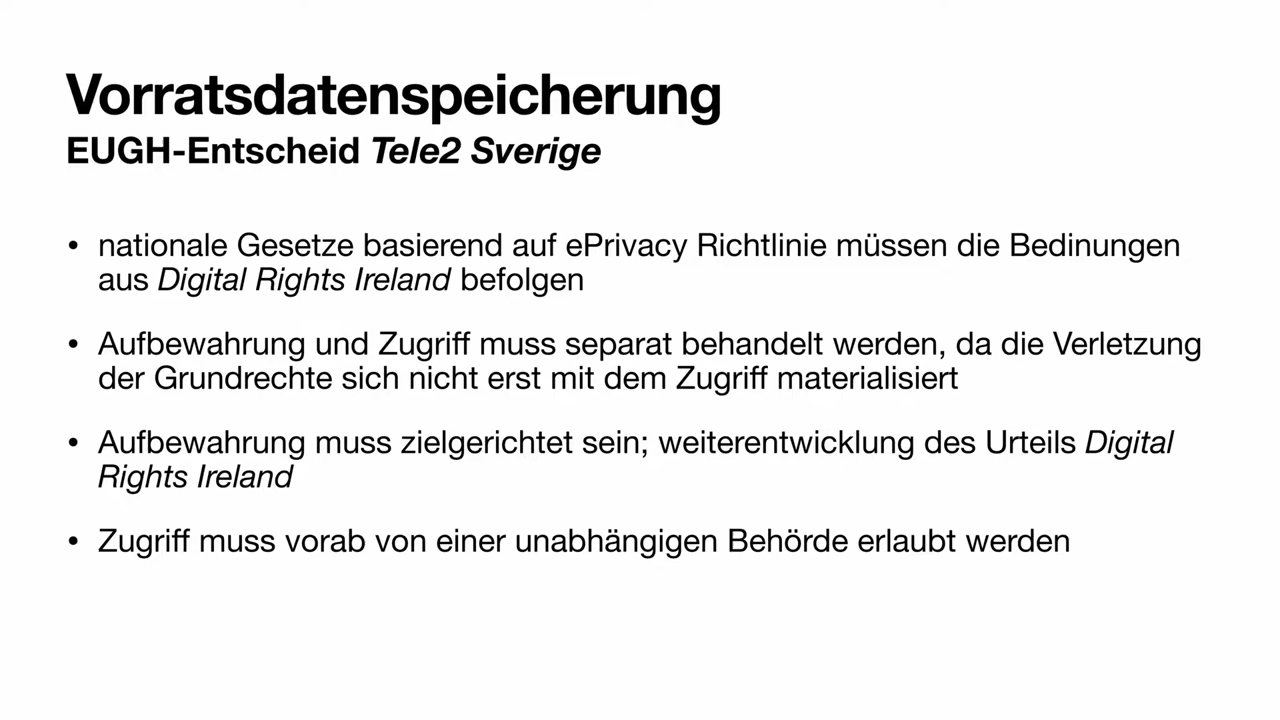 Vorratsdatenspeicherung
EUGH-Entscheid Tele2 Sverige
• nationale Gesetze basierend auf ePrivacy Richtlinie müssen die Bedinungen
aus Digital Rights Ireland befolgen
• Aufbewahrung und Zugriff muss separat behandelt werden, da die Verletzung
der Grundrechte sich nicht erst mit dem Zugriff materialisiert
• Aufbewahrung muss zielgerichtet sein; weiterentwicklung des Urteils Digital
Rights Ireland
• Zugriff muss vorab von einer unabhängigen Behörde erlaubt werden